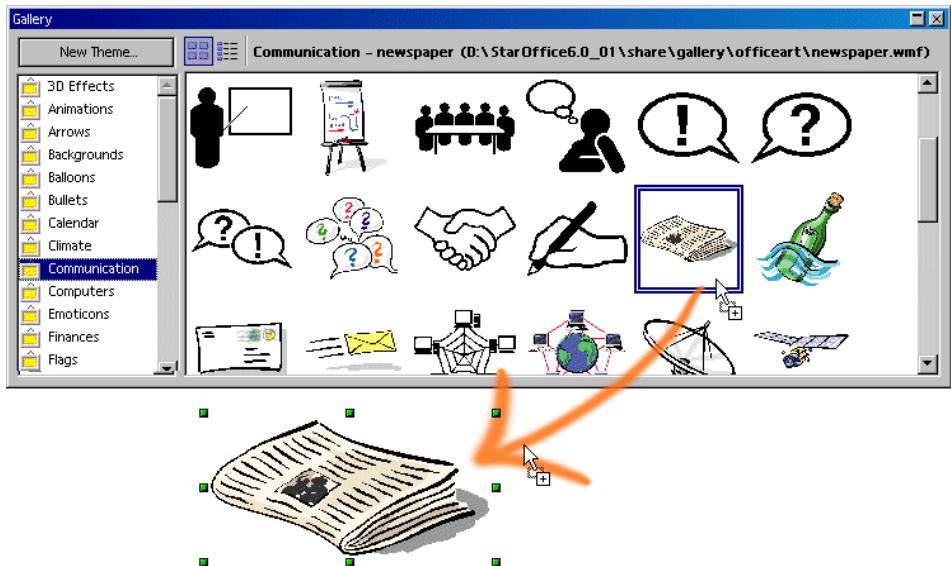 Gallery
New Theme...
Communication – newspaper (D:\StarOffice6.0_01\share\gallery\officeart\newspaper.wmf)
3D Effects
Animations
Arrows
Backgrounds
Balloons
Bullets
Calendar
Climate
Communication
Computers
Emoticons
Finances
Flags
! ?
? !
? ? ? ? ?